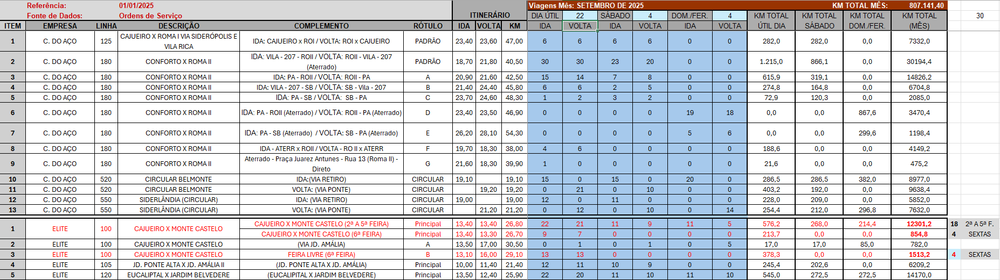 Referência: 01/01/2025 ITINERÁRIO Viagens Mês: SETEMBRO DE 2025 KM TOTAL MÊS: 807.141,40
Fonte de Dados: Ordens de Serviço DIA ÚTIL 22 SÁBADO 4 DOM./FER. 4 KM TOTAL KM TOTAL KM TOTAL KM TOTAL 30
ITEM EMPRESA LINHA DESCRIÇÃO COMPLEMENTO RÓTULO IDA VOLTA KM IDA VOLTA IDA VOLTA IDA VOLTA ÚTIL DIA SÁBADO DOM./FER. (MÊS)
1 C. DO AÇO 125 CAJUEIRO X ROMA I VIA SIDERÓPOLIS E VILA RICA IDA: CAJUEIRO x ROI / VOLTA: ROI x CAJUEIRO PADRÃO 23,40 23,60 47,00 6 6 6 6 0 0 282,0 282,0 0,0 7332,0
2 C. DO AÇO 180 CONFORTO X ROMA II IDA: VILA - 207 - ROII / VOLTA: ROII - VILA - 207 (Aterrado) PADRÃO 18,70 21,80 40,50 30 30 23 20 0 0 1.215,0 866,1 0,0 30194,4
3 C. DO AÇO 180 CONFORTO X ROMA II IDA: PA - ROII / VOLTA: ROII - PA A 20,90 21,60 42,50 15 14 7 8 0 0 615,9 319,1 0,0 14826,2
4 C. DO AÇO 180 CONFORTO X ROMA II IDA: VILA - 207 - SB / VOLTA: SB - Vila - 207 B 21,40 24,40 45,80 6 6 2 5 0 0 274,8 164,8 0,0 6704,8
5 C. DO AÇO 180 CONFORTO X ROMA II IDA: PA - SB / VOLTA: SB - PA C 23,70 24,60 48,30 1 2 3 2 0 0 72,9 120,3 0,0 2085,0
6 C. DO AÇO 180 CONFORTO X ROMA II IDA: PA - ROII (Aterrado) / VOLTA: ROII - PA (Aterrado) D 23,40 23,50 46,90 0 0 0 0 19 18 0,0 0,0 867,6 3470,4
7 C. DO AÇO 180 CONFORTO X ROMA II IDA: PA - SB (Aterrado) / VOLTA: SB - PA (Aterrado) E 26,20 28,10 54,30 0 0 0 0 5 6 0,0 0,0 299,6 1198,4
8 C. DO AÇO 180 CONFORTO X ROMA II IDA - ATERR x ROII / VOLTA - RO II x ATERR F 19,70 18,30 38,00 4 6 0 0 0 0 188,6 0,0 0,0 4149,2
9 C. DO AÇO 180 CONFORTO X ROMA II Aterrado - Praça Juarez Antunes - Rua 13 (Roma II) - Direto G 21,60 18,30 39,90 1 0 0 0 0 0 21,6 0,0 0,0 475,2
10 C. DO AÇO 520 CIRCULAR BELMONTE IDA:(VIA RETIRO) CIRCULAR 19,10 19,10 15 0 15 0 20 0 286,5 286,5 382,0 8977,0
11 C. DO AÇO 520 CIRCULAR BELMONTE VOLTA: (VIA PONTE) CIRCULAR 19,20 19,20 0 21 0 10 0 0 403,2 192,0 0,0 9638,4
12 C. DO AÇO 550 SIDERLÂNDIA (CIRCULAR) IDA: (VIA RETIRO) CIRCULAR 19,00 19,00 12 0 11 0 0 0 228,0 209,0 0,0 5852,0
13 C. DO AÇO 550 SIDERLÂNDIA (CIRCULAR) VOLTA: (VIA PONTE) CIRCULAR 21,20 21,20 0 12 0 10 0 14 254,4 212,0 296,8 7632,0
1 ELITE 100 CAJUEIRO X MONTE CASTELO CAJUEIRO X MONTE CASTELO (2ª A 5ª FEIRA) Principal 13,40 13,40 26,80 22 21 11 9 11 5 576,2 268,0 214,4 12301,2 18 2ª A 5ª F.
CAJUEIRO X MONTE CASTELO (6ª FEIRA) Principal 13,40 13,30 26,70 9 7 0 0 0 0 213,7 0,0 0,0 854,8 4 SEXTAS
2 ELITE 100 CAJUEIRO X MONTE CASTELO (VIA JD. AMÁLIA) A 13,50 17,00 30,50 0 1 0 1 0 5 17,0 17,0 85,0 782,0
3 ELITE 100 CAJUEIRO X MONTE CASTELO FEIRA LIVRE (6ª FEIRA) B 13,10 16,00 29,10 13 13 0 0 0 0 378,3 0,0 0,0 1513,2 4 SEXTAS
4 ELITE 105 JD. PONTE ALTA X JD. AMÁLIA II (JD. PONTE ALTA X JD. AMÁLIA) Principal 10,00 11,40 21,40 12 11 10 9 0 0 245,4 202,6 0,0 6209,2
5 ELITE 120 EUCALIPTAL X JARDIM BELVEDERE (EUCALIPTAL X JARDIM BELVEDERE) Principal 13,50 12,40 25,90 22 20 11 10 11 10 545,0 272,5 272,5 14170,0